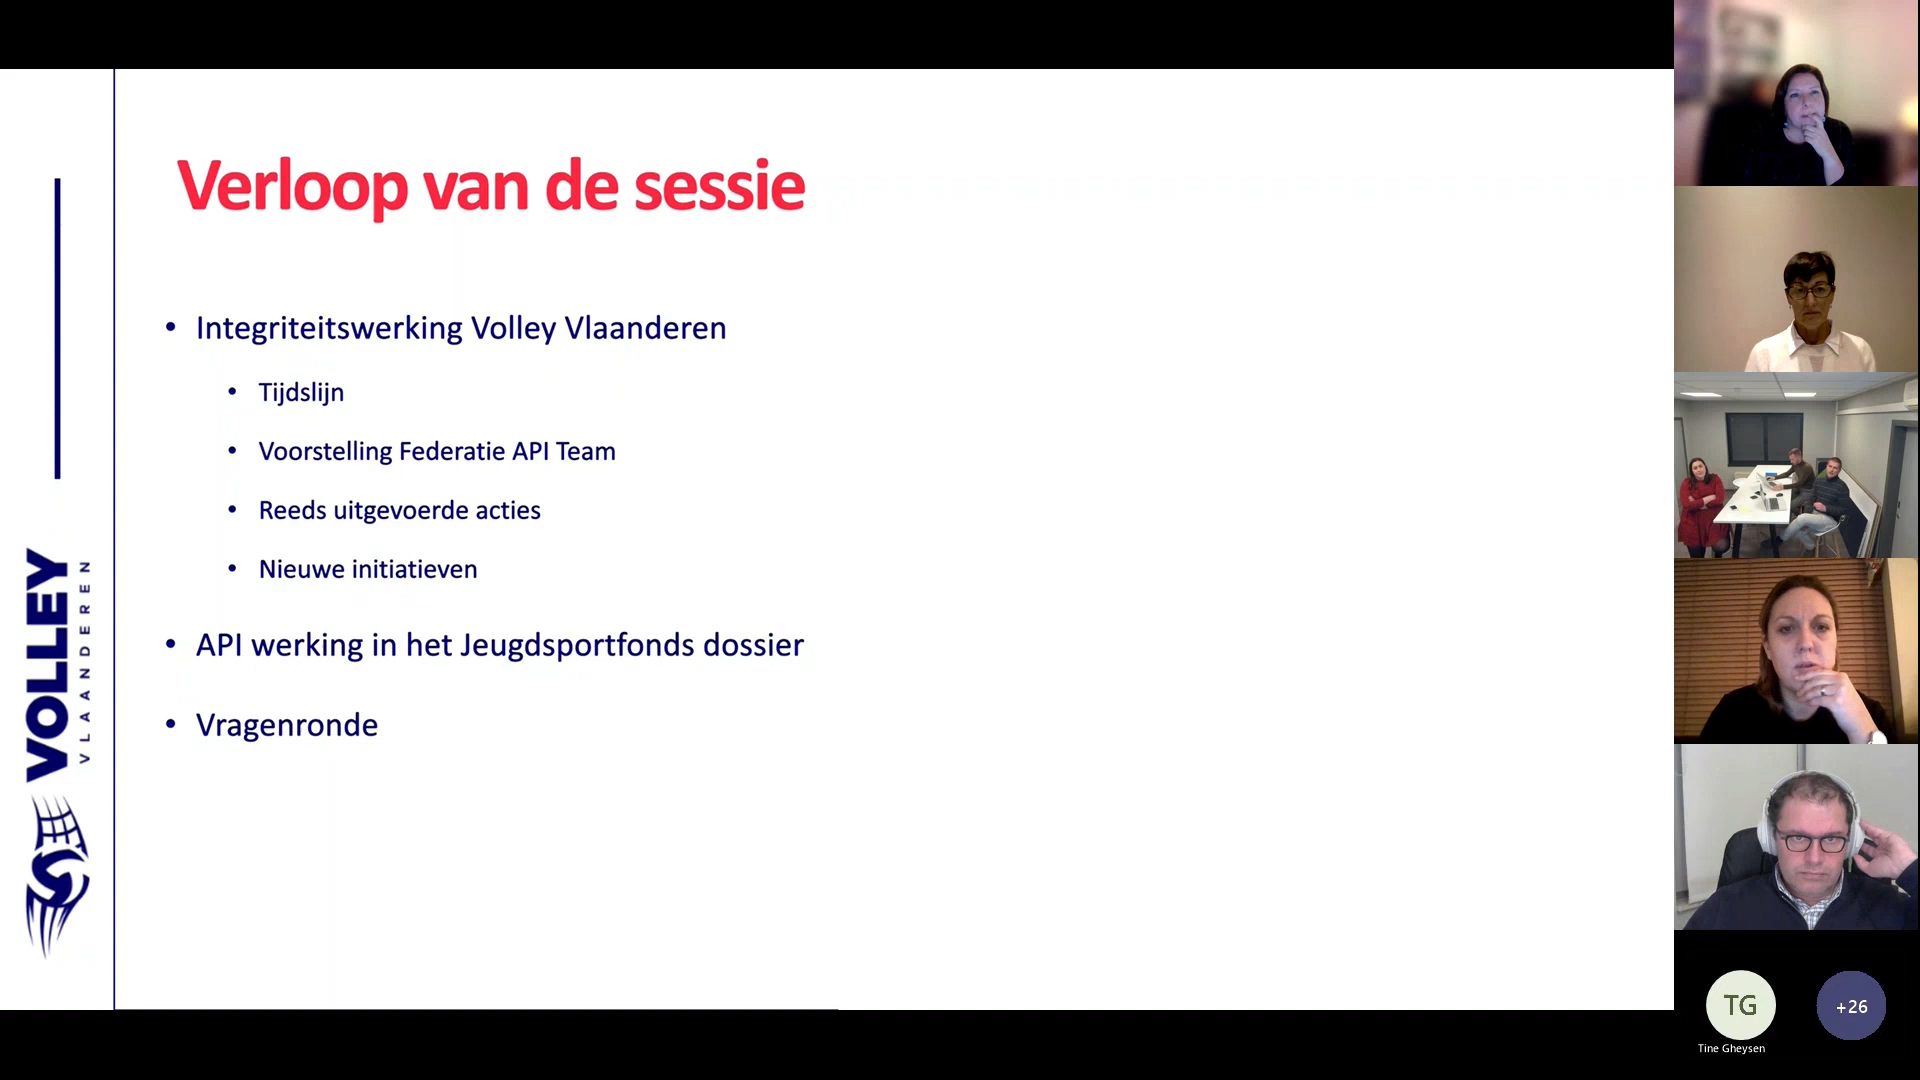 Verloop van de sessie
• Integriteitswerking Volley Vlaanderen
• Tijdslijn
• Voorstelling Federatie API Team
• Reeds uitgevoerde acties
• Nieuwe initiatieven
• API werking in het Jeugdsportfonds dossier
• Vragenronde
VOLLEY
VLAANDEREN
TG
+26
Tine Gheysen